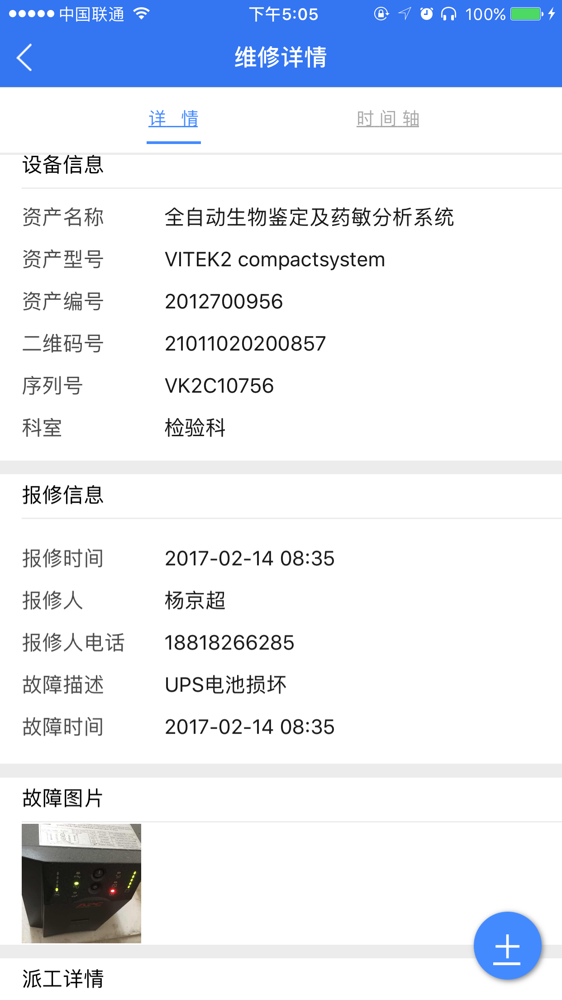 中国联通 下午5:05 100%
维修详情
详 情 时间轴
设备信息
资产名称 全自动生物鉴定及药敏分析系统
资产型号 VITEK2 compactsystem
资产编号 2012700956
二维码号 21011020200857
序列号 VK2C10756
科室 检验科
报修信息
报修时间 2017-02-14 08:35
报修人 杨京超
报修人电话 18818266285
故障描述 UPS电池损坏
故障时间 2017-02-14 08:35
故障图片
APC
派工详情